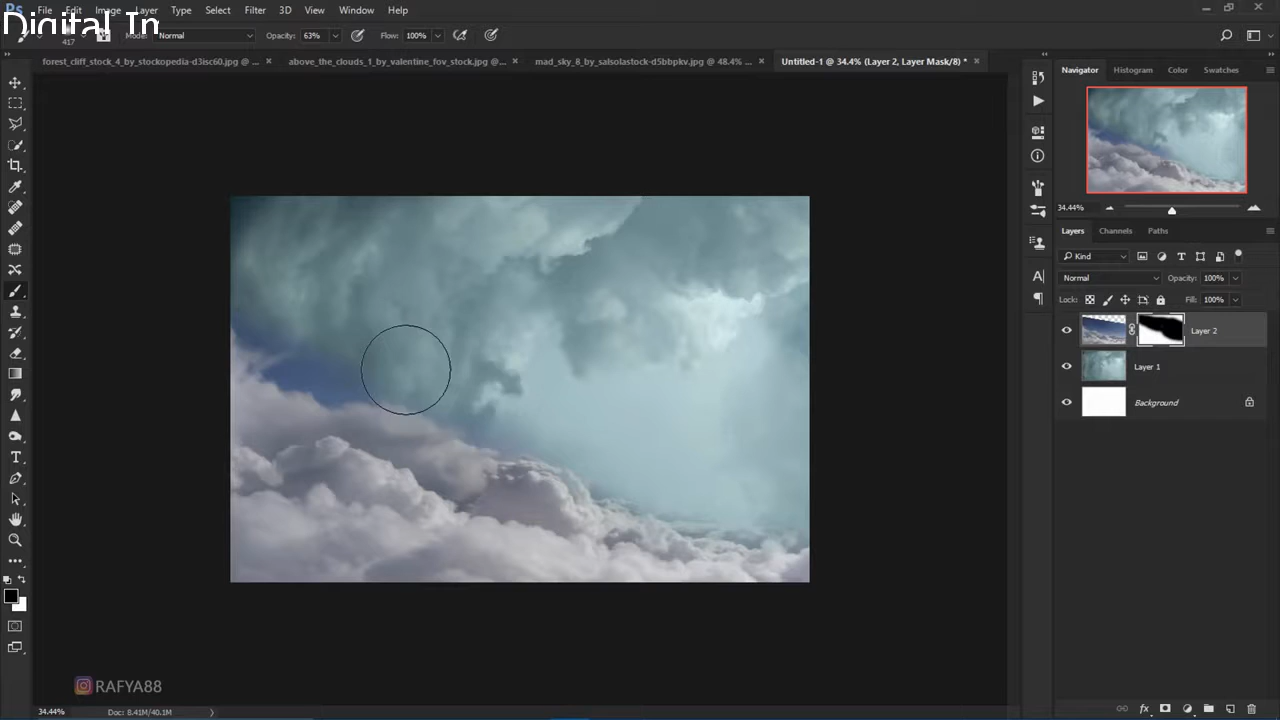 Ps File Edit Image Layer Type Select Filter 3D View Window Help
Digital Im
417 Mode: Normal Opacity: 63% Flow: 100%
forest_cliff_stock_4_by_stockopedia-d3isc60.jpg @ ... × above_the_clouds_1_by_valentine_fov_stock.jpg @... × mad_sky_8_by_salsolastock-d5bbpkv.jpg @ 48.4% ... × Untitled-1 @ 34.4% (Layer 2, Layer Mask/8) * ×
Navigator Histogram Color Swatches
34.44%
Layers Channels Paths
Kind
Normal Opacity: 100%
Lock: Fill: 100%
Layer 2
Layer 1
Background
RAFYA88
34.44% Doc: 8.41M/40.1M